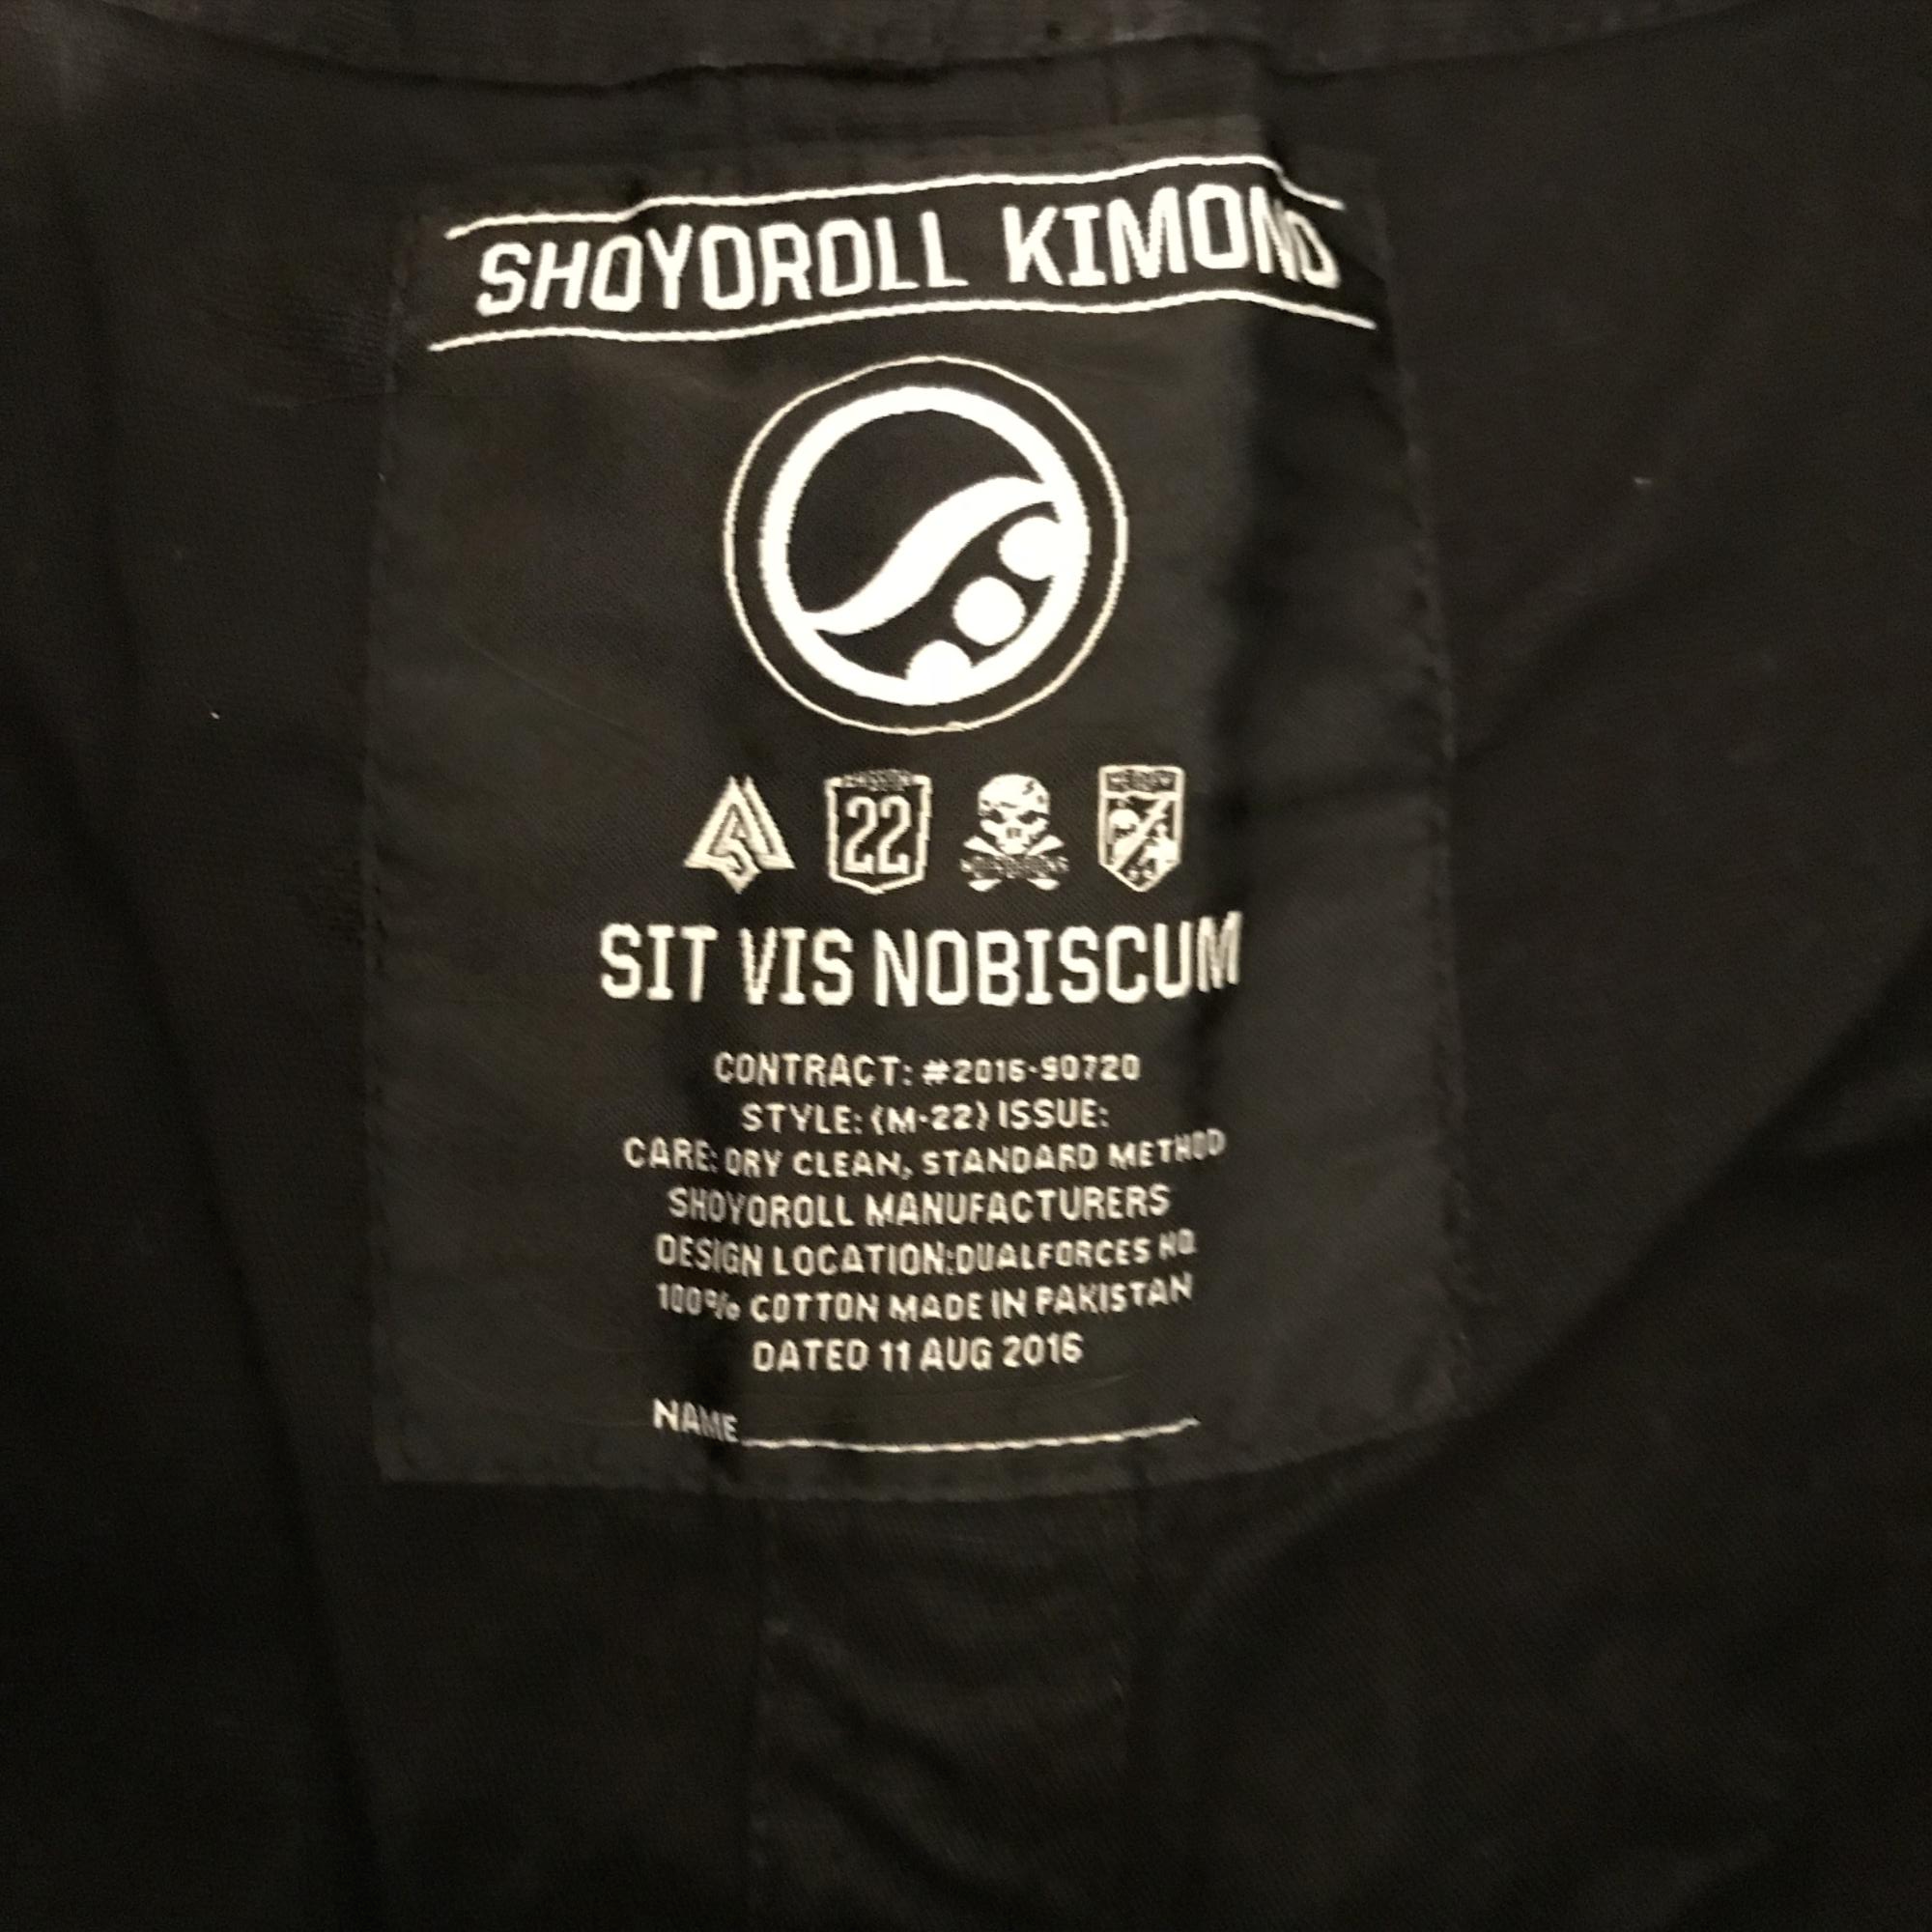 SHOYOROLL KIMONO
22
SIT VIS NOBISCUM
CONTRACT: #2016-90720
STYLE: (M-22) ISSUE:
CARE: DRY CLEAN, STANDARD METHOD
SHOYOROLL MANUFACTURERS
DESIGN LOCATION:DUALFORCES HQ
100% COTTON MADE IN PAKISTAN
DATED 11 AUG 2016
NAME